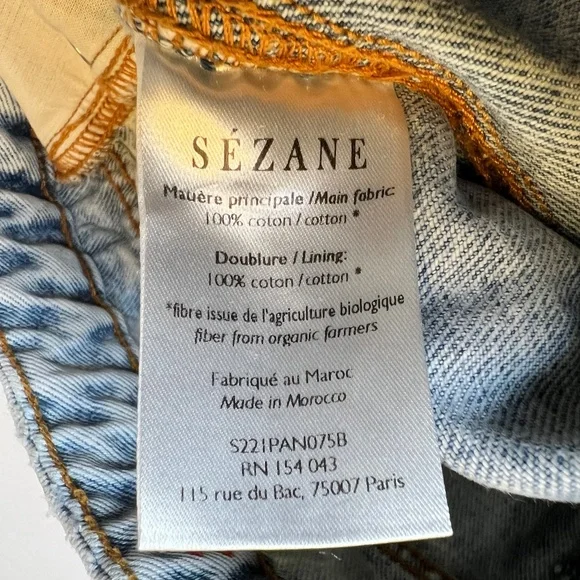 SÉZANE
Matière principale /Main fabric:
100% coton / cotton *
Doublure / Lining:
100% coton / cotton *
*fibre issue de l'agriculture biologique
fiber from organic farmers
Fabriqué au Maroc
Made in Morocco
S221PAN075B
RN 154 043
115 rue du Bac, 75007 Paris